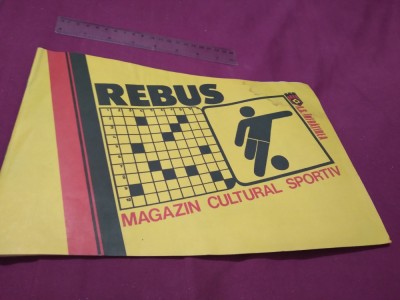 REBUS
MAGAZIN CULTURAL SPORTIV